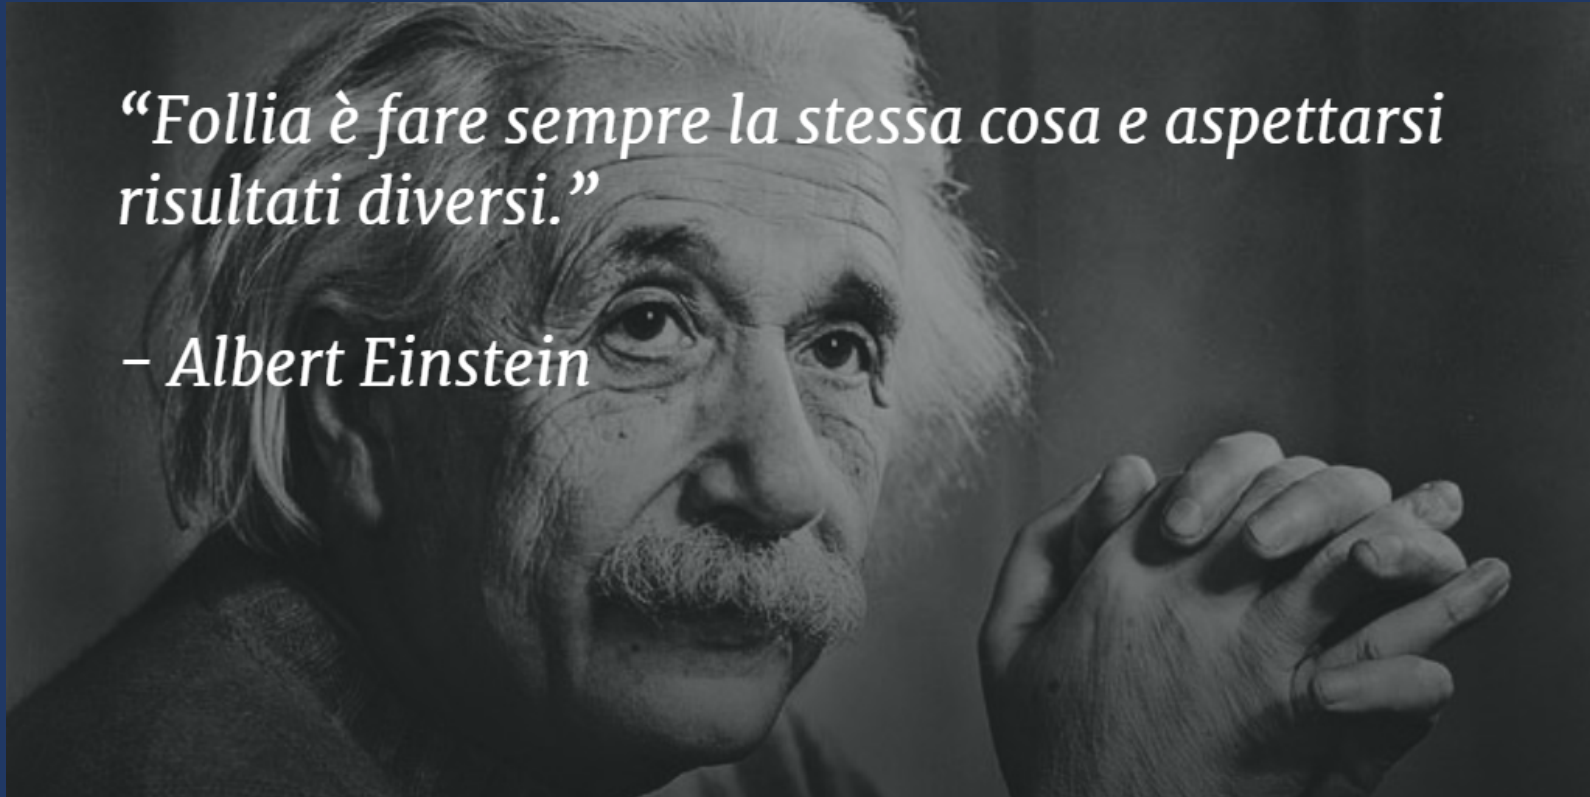 “Follia è fare sempre la stessa cosa e aspettarsi
risultati diversi.”
– Albert Einstein